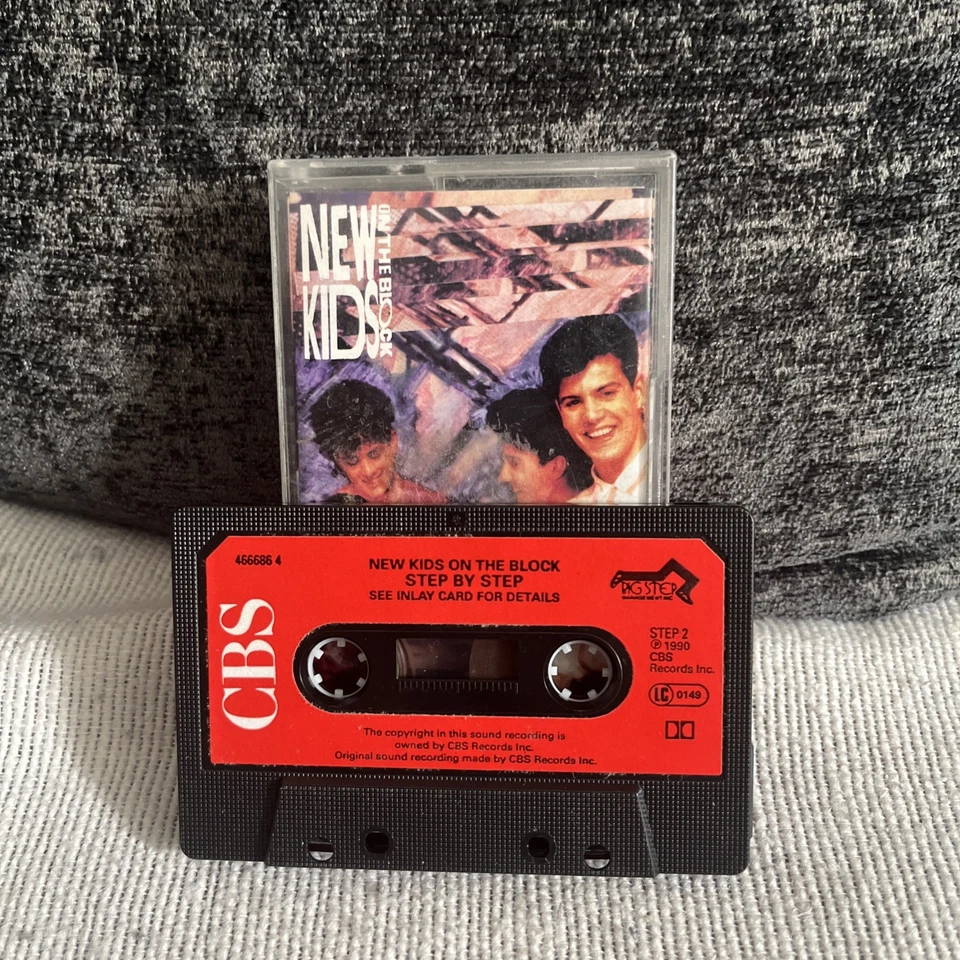 NEW
KIDS
ON THE BLOCK
466686 4
NEW KIDS ON THE BLOCK
STEP BY STEP
SEE INLAY CARD FOR DETAILS
BIG STEP
CBS
STEP 2
℗ 1990
CBS
Records Inc.
LC 0149
The copyright in this sound recording is
owned by CBS Records Inc.
Original sound recording made by CBS Records Inc.